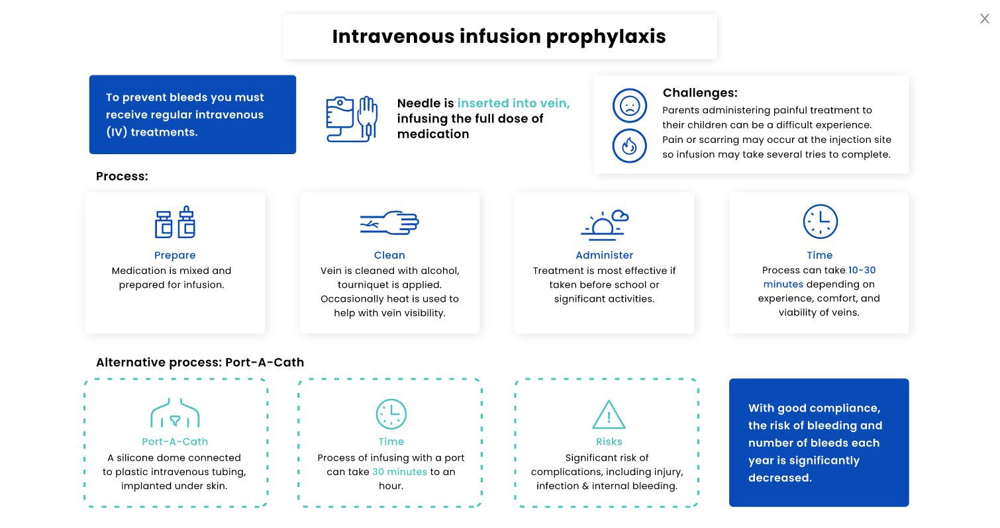 X
Intravenous infusion prophylaxis
To prevent bleeds you must
receive regular intravenous
(IV) treatments.
Needle is inserted into vein,
infusing the full dose of
medication
Challenges:
Parents administering painful treatment to
their children can be a difficult experience.
Pain or scarring may occur at the injection site
so infusion may take several tries to complete.
Process:
Prepare
Medication is mixed and
prepared for infusion.
Clean
Vein is cleaned with alcohol,
tourniquet is applied.
Occasionally heat is used to
help with vein visibility.
Administer
Treatment is most effective if
taken before school or
significant activities.
Time
Process can take 10-30
minutes depending on
experience, comfort, and
viability of veins.
Alternative process: Port-A-Cath
Port-A-Cath
A silicone dome connected
to plastic intravenous tubing,
implanted under skin.
Time
Process of infusing with a port
can take 30 minutes to an
hour.
Risks
Significant risk of
complications, including injury,
infection & internal bleeding.
With good compliance,
the risk of bleeding and
number of bleeds each
year is significantly
decreased.